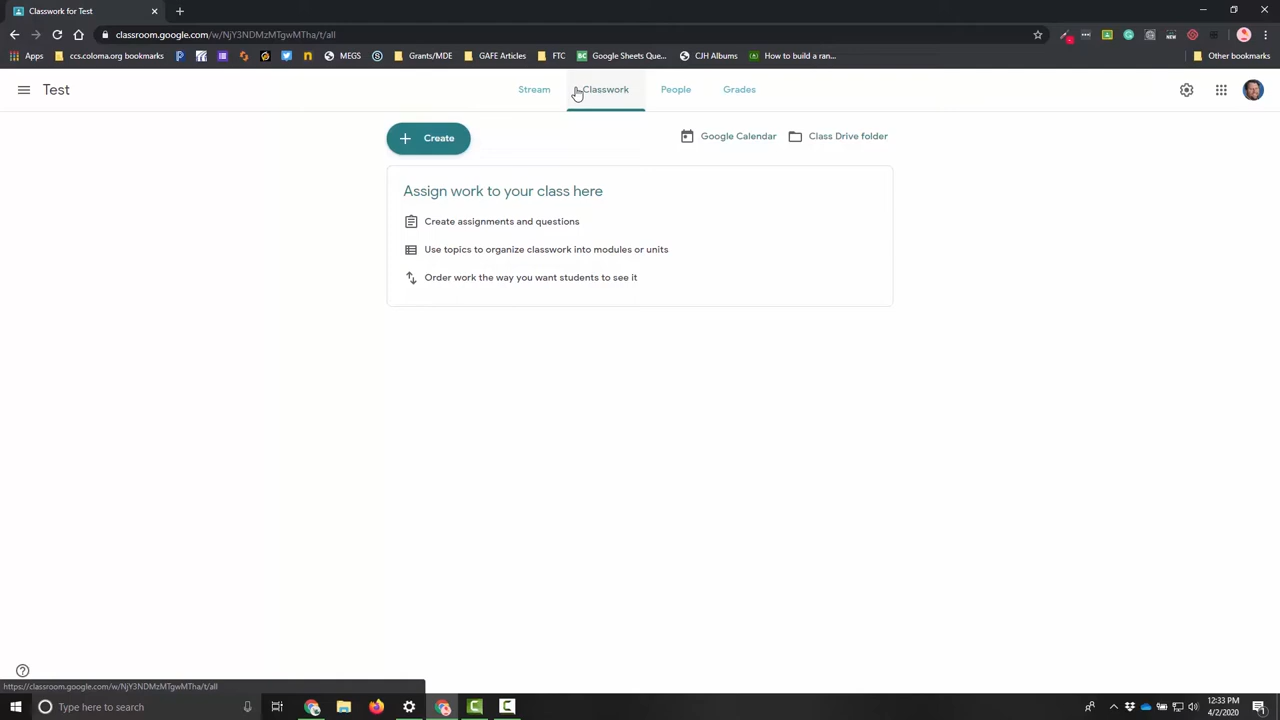 Classwork for Test
classroom.google.com/w/NjY3NDMzMTgwMTha/t/all
Apps
ccs.coloma.org bookmarks
MEGS
Grants/MDE
GAFE Articles
FTC
Google Sheets Que...
CJH Albums
How to build a ran...
Other bookmarks
Test
Stream
Classwork
People
Grades
Create
Google Calendar
Class Drive folder
Assign work to your class here
Create assignments and questions
Use topics to organize classwork into modules or units
Order work the way you want students to see it
https://classroom.google.com/w/NjY3NDMzMTgwMTha/t/all
Type here to search
12:33 PM
4/2/2020